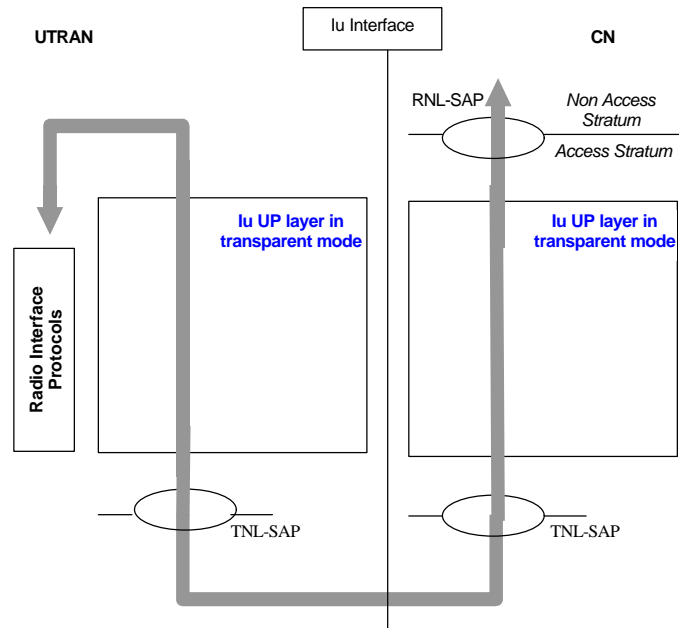 Iu Interface
UTRAN
CN
RNL-SAP
Non Access
Stratum
Access Stratum
Iu UP layer in
transparent mode
Iu UP layer in
transparent mode
Radio Interface
Protocols
TNL-SAP
TNL-SAP